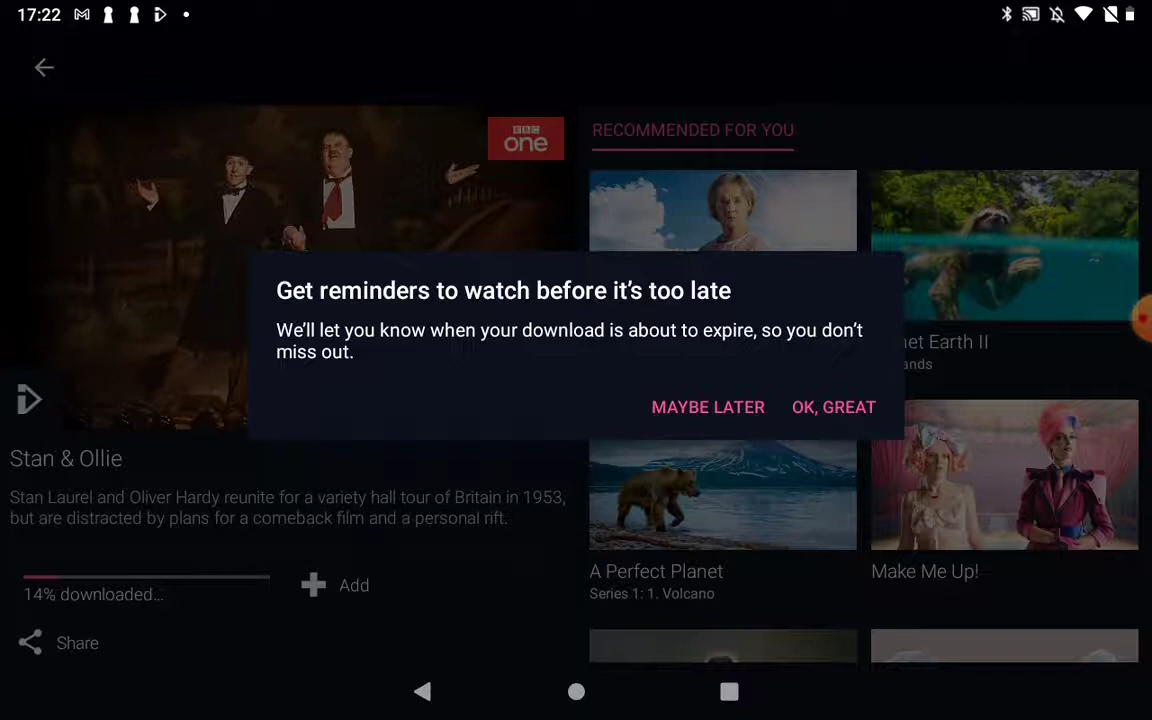 17:22
BBC
one
RECOMMENDED FOR YOU
Get reminders to watch before it's too late
We'll let you know when your download is about to expire, so you don't
miss out.
MAYBE LATER OK, GREAT
Stan & Ollie
Stan Laurel and Oliver Hardy reunite for a variety hall tour of Britain in 1953,
but are distracted by plans for a comeback film and a personal rift.
14% downloaded...
Add
Share
net Earth II
ands
A Perfect Planet
Series 1: 1. Volcano
Make Me Up!